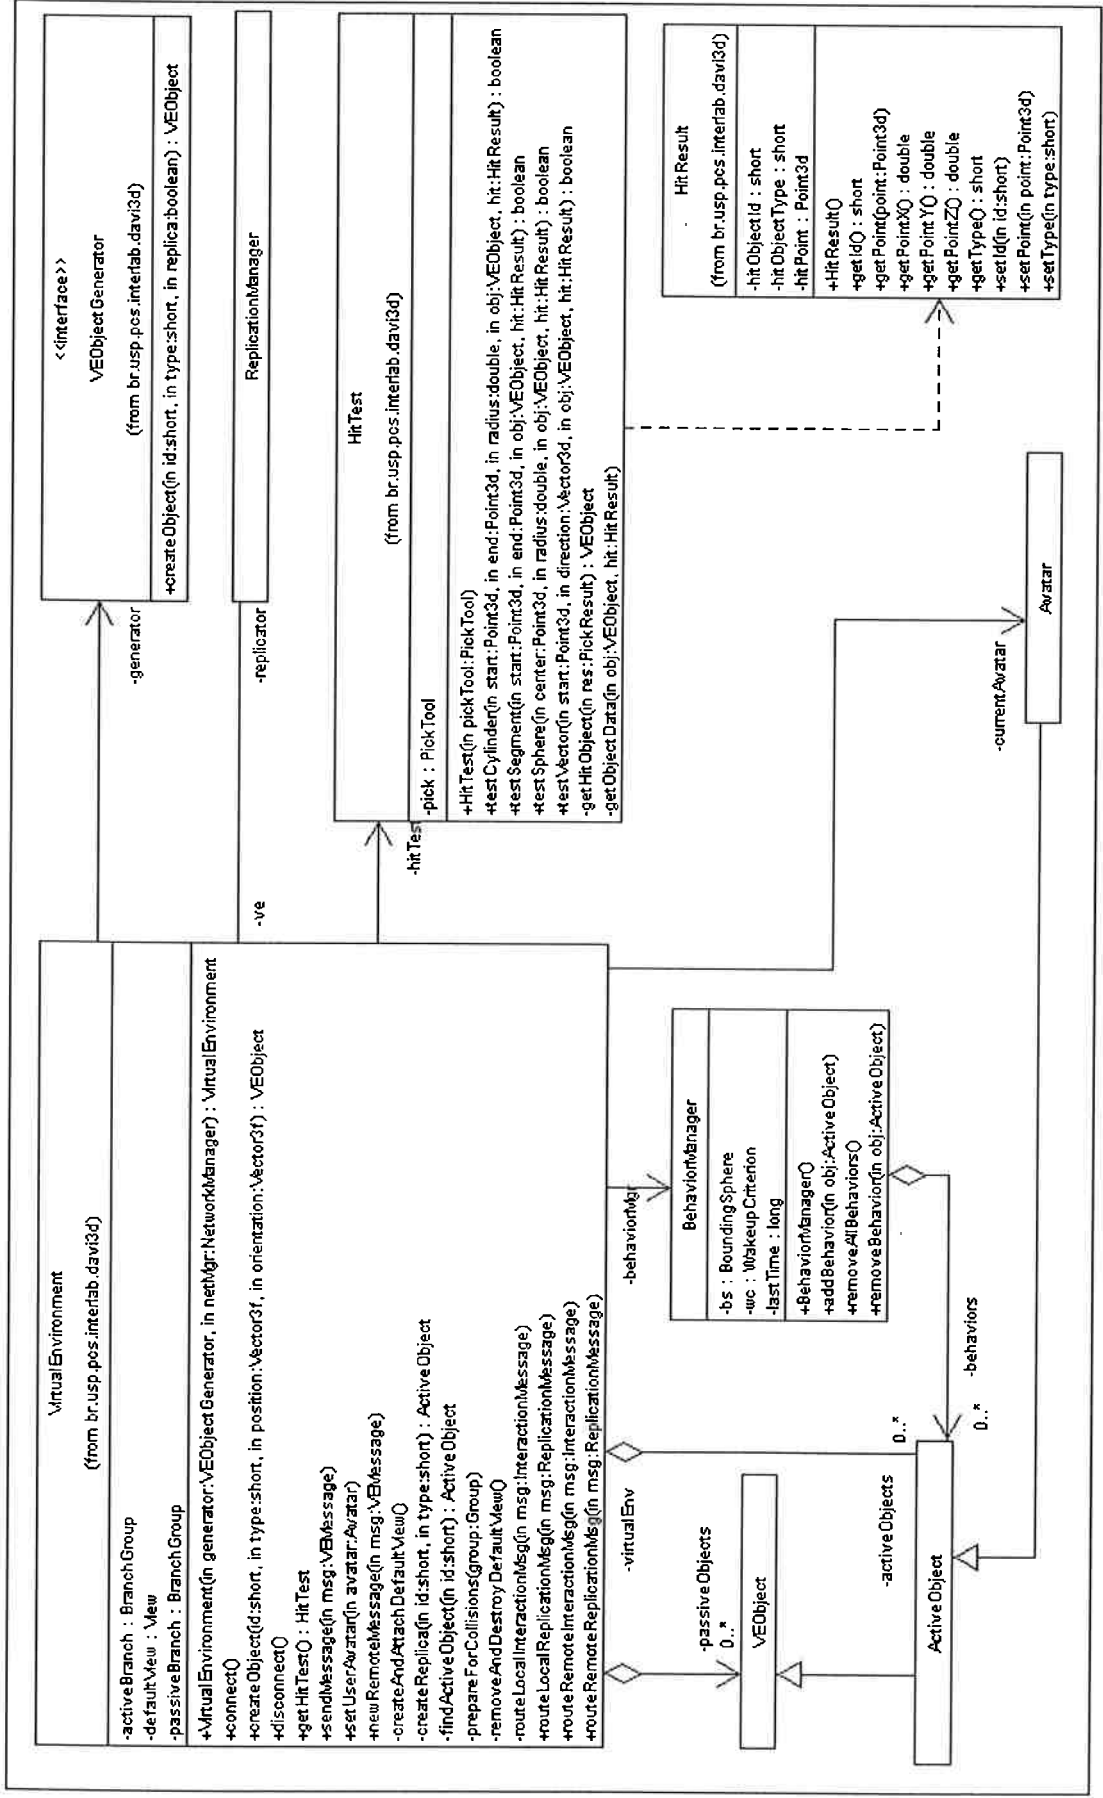 VirtualEnvironment
(from br.usp.pcs.interlab.davi3d)
-activeBranch : BranchGroup
-defaultView : View
-passiveBranch : BranchGroup
+VirtualEnvironment(in generator:VEObjectGenerator, in netMgr:NetworkManager) : VirtualEnvironment
+connect()
+createObject(id:short, in type:short, in position:Vector3f, in orientation:Vector3f) : VEObject
+disconnect()
+getHitTest() : HitTest
+sendMessage(in msg:VEMessage)
+setUserAvatar(in avatar:Avatar)
+newRemoteMessage(in msg:VEMessage)
-createAndAttachDefaultView()
-createReplica(in id:short, in type:short) : ActiveObject
-findActiveObject(in id:short) : ActiveObject
-prepareForCollisions(group:Group)
-removeAndDestroyDefaultView()
-routeLocalInteractionMsg(in msg:InteractionMessage)
+routeLocalReplicationMsg(in msg:ReplicationMessage)
+routeRemoteInteractionMsg(in msg:InteractionMessage)
+routeRemoteReplicationMsg(in msg:ReplicationMessage)
-generator
<<interface>>
VEObjectGenerator
(from br.usp.pcs.interlab.davi3d)
+createObject(in id:short, in type:short, in replica:boolean) : VEObject
-ve
-replicator
ReplicationManager
-hitTest
HitTest
(from br.usp.pcs.interlab.davi3d)
-pick : PickTool
+HitTest(in pickTool:PickTool)
+testCylinder(in start:Point3d, in end:Point3d, in radius:double, in obj:VEObject, hit:HitResult) : boolean
+testSegment(in start:Point3d, in end:Point3d, in obj:VEObject, hit:HitResult) : boolean
+testSphere(in center:Point3d, in radius:double, in obj:VEObject, hit:HitResult) : boolean
+testVector(in start:Point3d, in direction:Vector3d, in obj:VEObject, hit:HitResult) : boolean
-getHitObject(in res:PickResult) : VEObject
-getObjectData(in obj:VEObject, hit:HitResult)
HitResult
(from br.usp.pcs.interlab.davi3d)
-hitObjectId : short
-hitObjectType : short
-hitPoint : Point3d
+HitResult()
+getId() : short
+getPoint(point:Point3d)
+getPointX() : double
+getPointY() : double
+getPointZ() : double
+getType() : short
+setId(in id:short)
+setPoint(in point:Point3d)
+setType(in type:short)
-behaviorMgr
BehaviorManager
-bs : BoundingSphere
-wc : WakeupCriterion
-lastTime : long
+BehaviorManager()
+addBehavior(in obj:ActiveObject)
+removeAllBehaviors()
+removeBehavior(in obj:ActiveObject)
-currentAvatar
Avatar
-virtualEnv
-passiveObjects
0..*
VEObject
-activeObjects
0..*
-behaviors
0..*
ActiveObject